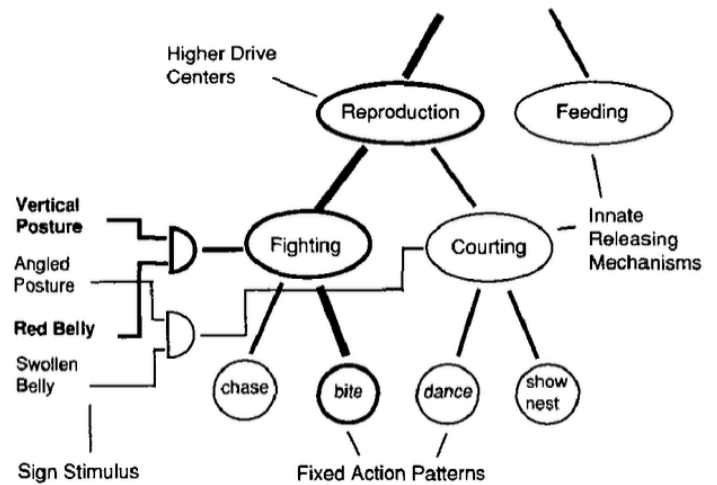 Higher Drive
Centers
Reproduction
Feeding
Vertical
Posture
Fighting
Courting
Innate
Releasing
Mechanisms
Angled
Posture
Red Belly
Swollen
Belly
chase
bite
dance
show
nest
Sign Stimulus
Fixed Action Patterns